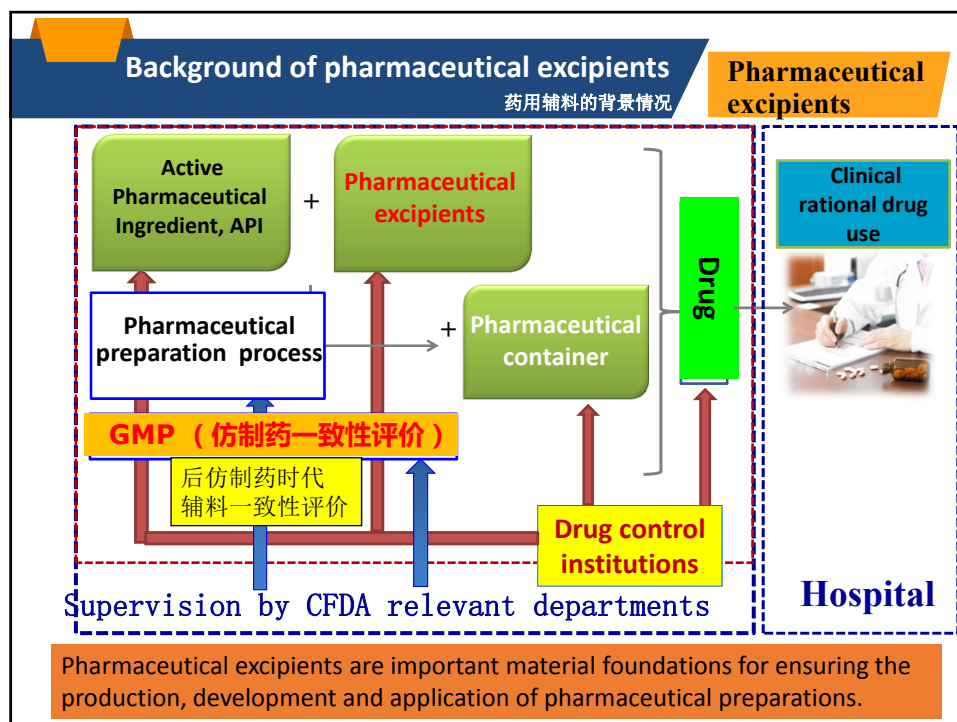 Background of pharmaceutical excipients
药用辅料的背景情况
Pharmaceutical
excipients
Active
Pharmaceutical
Ingredient, API
+
Pharmaceutical
excipients
Pharmaceutical
preparation process
+
Pharmaceutical
container
Drug
Clinical
rational drug
use
GMP （仿制药一致性评价）
后仿制药时代
辅料一致性评价
Drug control
institutions
Supervision by CFDA relevant departments
Hospital
Pharmaceutical excipients are important material foundations for ensuring the
production, development and application of pharmaceutical preparations.